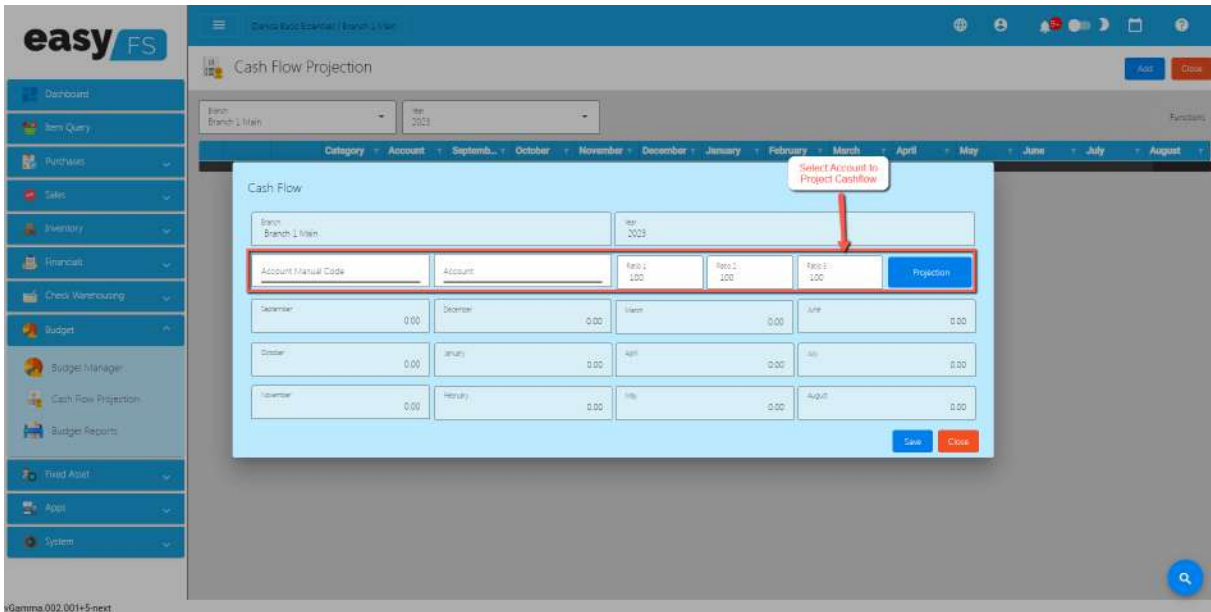 easy FS
Branch 1 Main
Cash Flow Projection
Add
Close
Dashboard
Item Query
Purchases
Sales
Inventory
Financials
Check Warehousing
Budget
Budget Manager
Cash Flow Projection
Budget Reports
Fixed Asset
Apps
System
Branch
Branch 1 Main
Year
2023
Functions
Category Account Septemb... October November December January February March April May June July August
Select Account to
Project Cashflow
Cash Flow
Branch
Branch 1 Main
Year
2023
Account Manual Code
Account
Ratio 1
100
Ratio 2
100
Ratio 3
100
Projection
September
0.00
December
0.00
March
0.00
June
0.00
October
0.00
January
0.00
April
0.00
July
0.00
November
0.00
February
0.00
May
0.00
August
0.00
Save
Close
vGamma.002.001+5-next